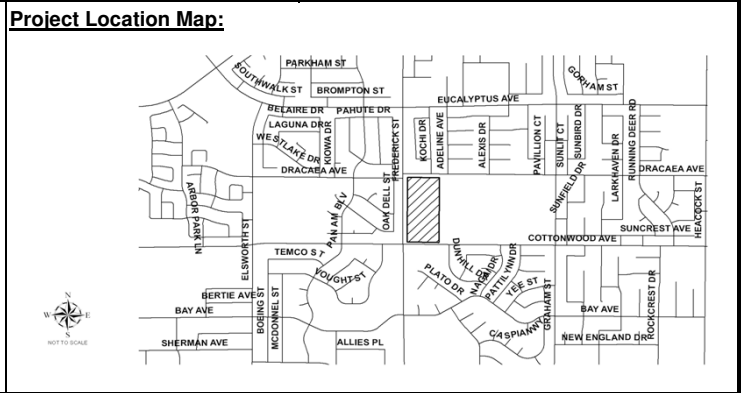 Project Location Map:
PARKHAM ST
SOUTHWALK ST
BROMPTON ST
GORHAM ST
EUCALYPTUS AVE
BELAIRE DR
PAHUTE DR
LAGUNA DR
WESTLAKE DR
KIOWA DR
FREDERICK ST
KOCHI DR
ADELINE AVE
ALEXIS DR
PAVILLION CT
SUNLIT CT
SUNBIRD DR
LARKHAVEN DR
RUNNING DEER RD
DRACAEA AVE
DRACAEA AVE
ARBOR PARK LN
PAN AM BLV
OAK DELL ST
SUNFIELD DR
HEACOCK ST
SUNCREST AVE
ELSWORTH ST
COTTONWOOD AVE
TEMCO ST
DUNHILL DR
NAGAI DR
PATTILYNN DR
VOUGHT ST
PLATO DR
YEE ST
GRAHAM ST
ROCKCREST DR
BERTIE AVE
BAY AVE
BOEING ST
MCDONNEL ST
BAY AVE
N
W
E
S
NOT TO SCALE
SHERMAN AVE
ALLIES PL
CASPIAN WY
NEW ENGLAND DR